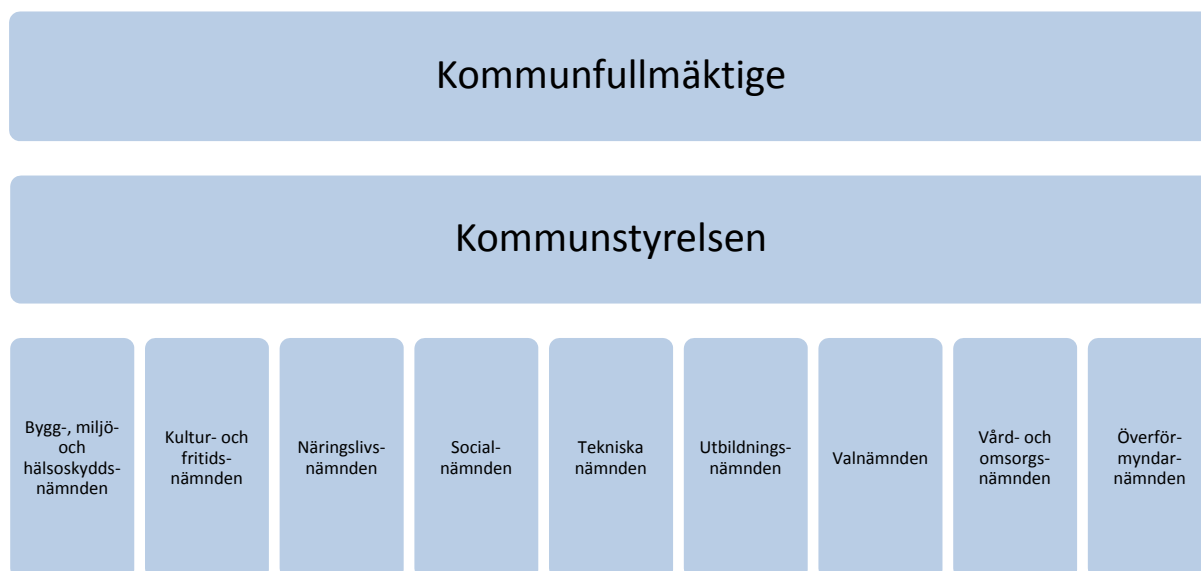 Kommunfullmäktige
Kommunstyrelsen
Bygg-, miljö-
och
hälsoskydds-
nämnden
Kultur- och
fritids-
nämnden
Näringslivs-
nämnden
Social-
nämnden
Tekniska
nämnden
Utbildnings-
nämnden
Valnämnden
Vård- och
omsorgs-
nämnden
Överför-
myndar-
nämnden